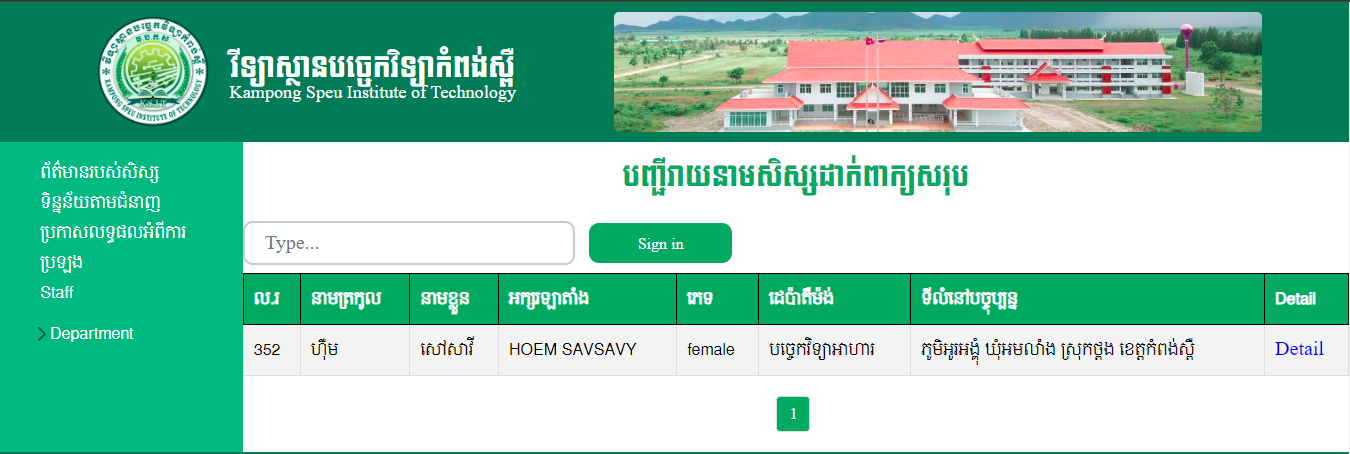 វិទ្យាស្ថានបច្ចេកវិទ្យាកំពង់ស្ពឺ
Kampong Speu Institute of Technology
K.S.I.T
KAMPONG SPEU INSTITUTE OF TECHNOLOGY
ព័ត៌មានរបស់សិស្ស
ទិន្នន័យតាមជំនាញ
ប្រកាសលទ្ធផលអំពីការ
ប្រឡង
Staff
Department
បញ្ជីរាយនាមសិស្សដាក់ពាក្យសរុប
Type...
Sign in
ល.រ នាមត្រកូល នាមខ្លួន អក្សរឡាតាំង ភេទ ដេប៉ាតឺម៉ង់ ទីលំនៅបច្ចុប្បន្ន Detail
352 ហ៊ឹម សៅសាវី HOEM SAVSAVY female បច្ចេកវិទ្យាអាហារ ភូមិអូរអង្គុំ ឃុំអមលាំង ស្រុកថ្ពង ខេត្តកំពង់ស្ពឺ Detail
1